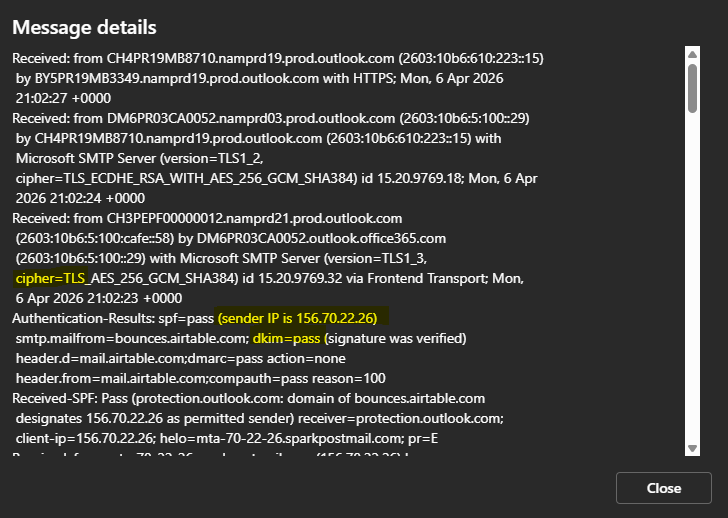 Message details
Received: from CH4PR19MB8710.namprd19.prod.outlook.com (2603:10b6:610:223::15)
by BY5PR19MB3349.namprd19.prod.outlook.com with HTTPS; Mon, 6 Apr 2026
21:02:27 +0000
Received: from DM6PR03CA0052.namprd03.prod.outlook.com (2603:10b6:5:100::29)
by CH4PR19MB8710.namprd19.prod.outlook.com (2603:10b6:610:223::15) with
Microsoft SMTP Server (version=TLS1_2,
cipher=TLS_ECDHE_RSA_WITH_AES_256_GCM_SHA384) id 15.20.9769.18; Mon, 6 Apr
2026 21:02:24 +0000
Received: from CH3PEPF00000012.namprd21.prod.outlook.com
(2603:10b6:5:100:cafe::58) by DM6PR03CA0052.outlook.office365.com
(2603:10b6:5:100::29) with Microsoft SMTP Server (version=TLS1_3,
cipher=TLS_AES_256_GCM_SHA384) id 15.20.9769.32 via Frontend Transport; Mon,
6 Apr 2026 21:02:23 +0000
Authentication-Results: spf=pass (sender IP is 156.70.22.26)
smtp.mailfrom=bounces.airtable.com; dkim=pass (signature was verified)
header.d=mail.airtable.com;dmarc=pass action=none
header.from=mail.airtable.com;compauth=pass reason=100
Received-SPF: Pass (protection.outlook.com: domain of bounces.airtable.com
designates 156.70.22.26 as permitted sender) receiver=protection.outlook.com;
client-ip=156.70.22.26; helo=mta-70-22-26.sparkpostmail.com; pr=E
Close